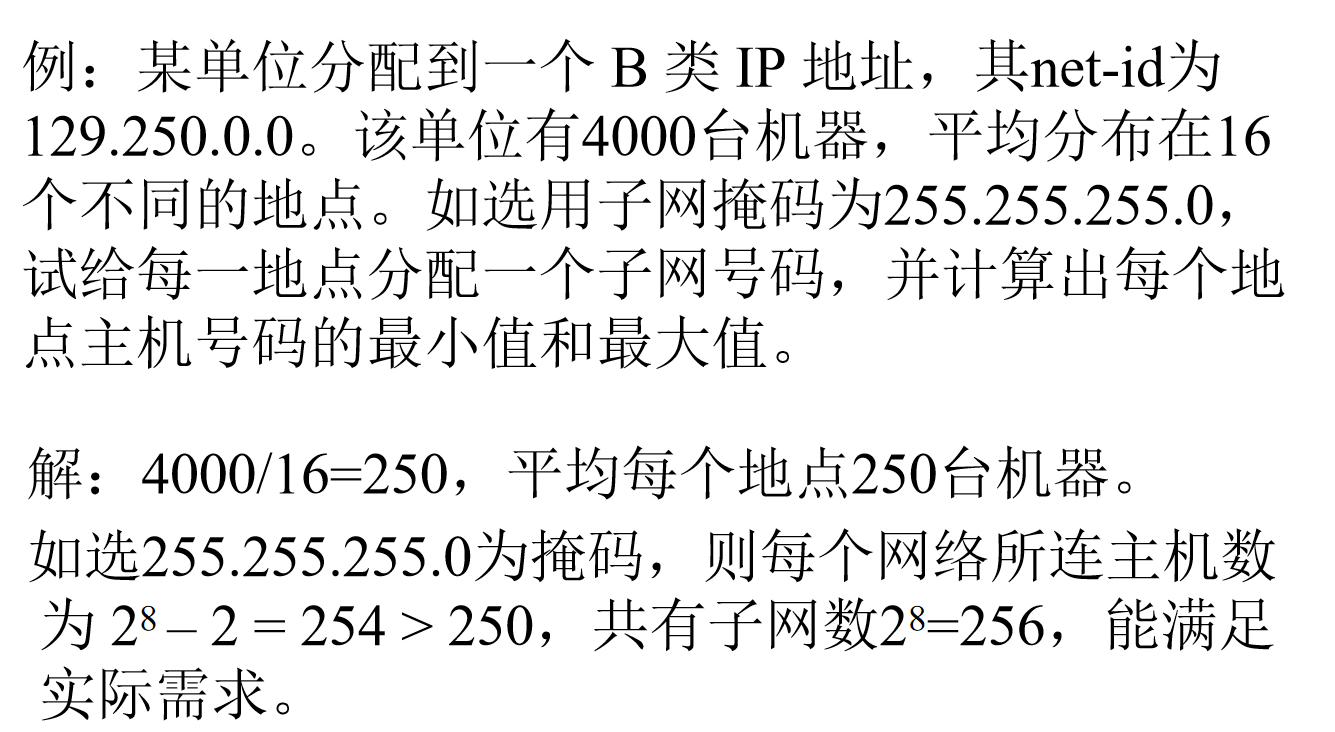 例：某单位分配到一个 B 类 IP 地址，其net-id为
129.250.0.0。该单位有4000台机器，平均分布在16
个不同的地点。如选用子网掩码为255.255.255.0，
试给每一地点分配一个子网号码，并计算出每个地
点主机号码的最小值和最大值。
解：4000/16=250，平均每个地点250台机器。
如选255.255.255.0为掩码，则每个网络所连主机数
为 2⁸ – 2 = 254 > 250，共有子网数2⁸=256，能满足
实际需求。